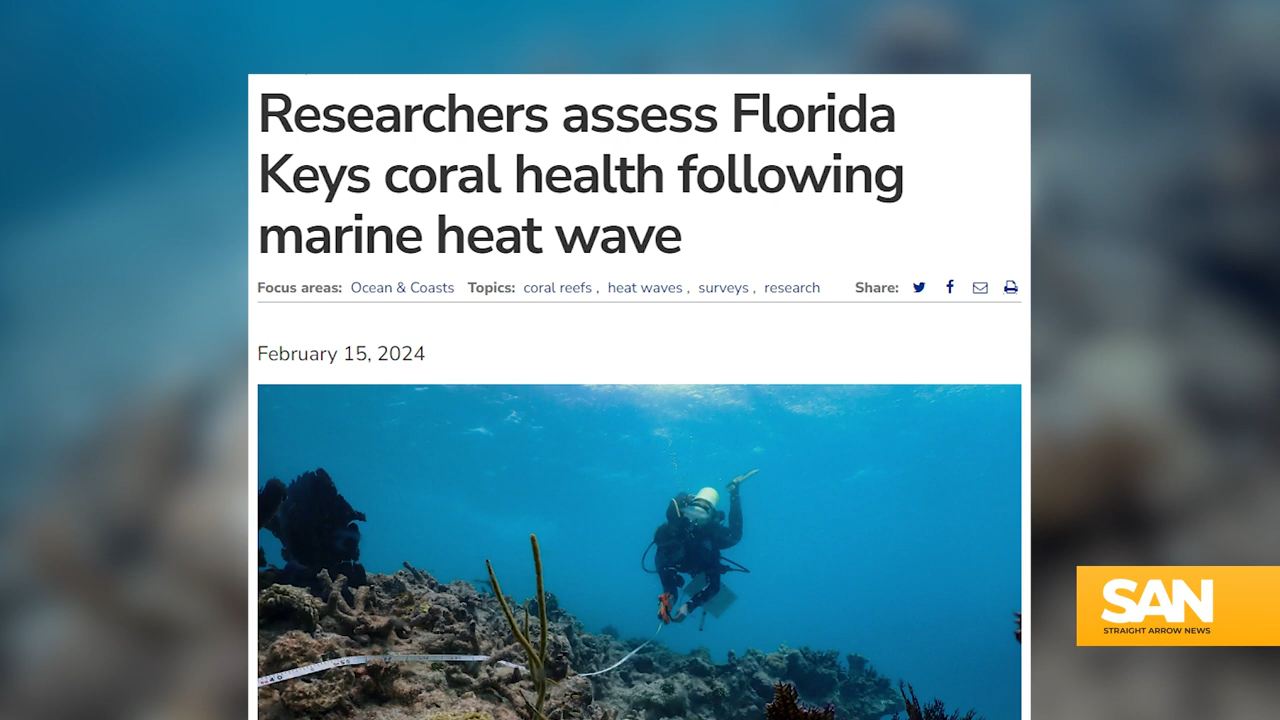 Researchers assess Florida
Keys coral health following
marine heat wave
Focus areas: Ocean & Coasts Topics: coral reefs , heat waves , surveys , research Share:
February 15, 2024
SAN
STRAIGHT ARROW NEWS